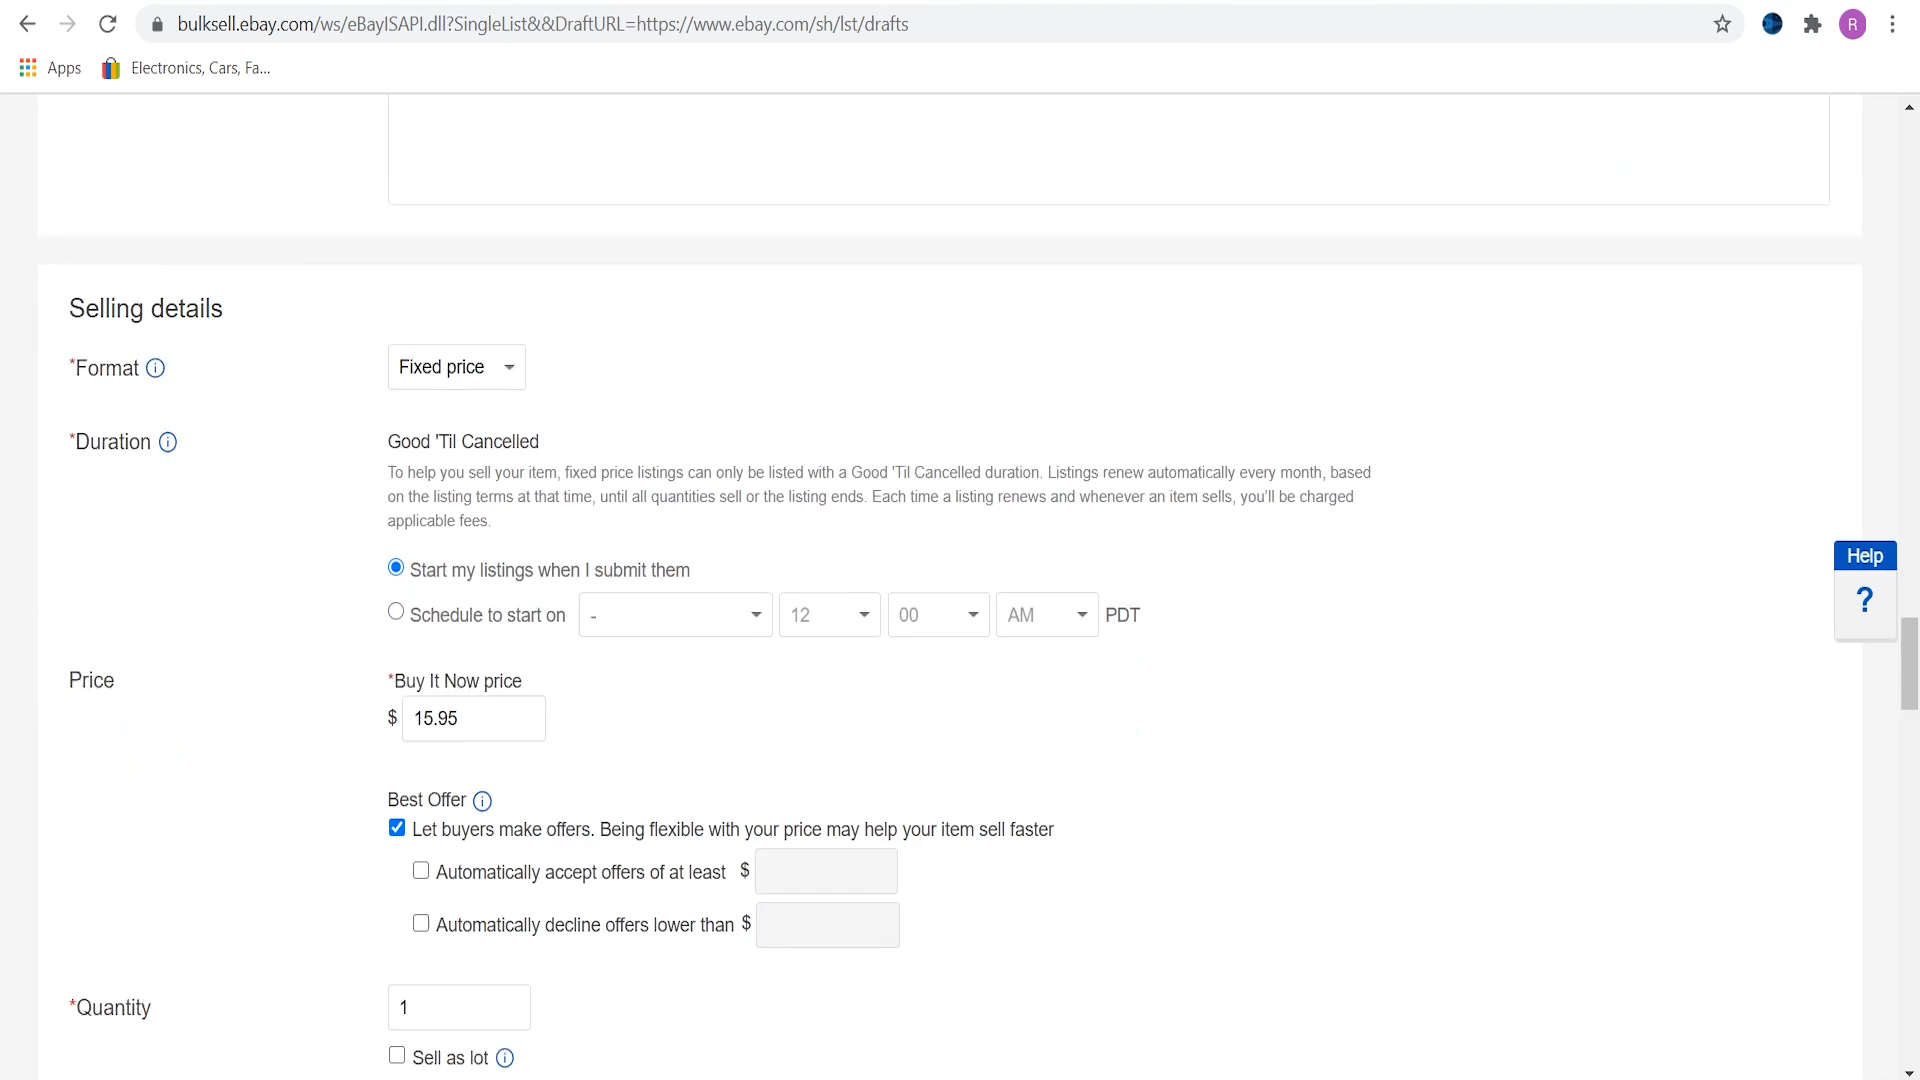 bulksell.ebay.com/ws/eBayISAPI.dll?SingleList&&DraftURL=https://www.ebay.com/sh/lst/drafts
R
Apps
Electronics, Cars, Fa...
Selling details
*Format
Fixed price
*Duration
Good 'Til Cancelled
To help you sell your item, fixed price listings can only be listed with a Good 'Til Cancelled duration. Listings renew automatically every month, based
on the listing terms at that time, until all quantities sell or the listing ends. Each time a listing renews and whenever an item sells, you'll be charged
applicable fees.
Help
?
Start my listings when I submit them
Schedule to start on - 12 00 AM PDT
Price
*Buy It Now price
$ 15.95
Best Offer
Let buyers make offers. Being flexible with your price may help your item sell faster
Automatically accept offers of at least $
Automatically decline offers lower than $
*Quantity
1
Sell as lot